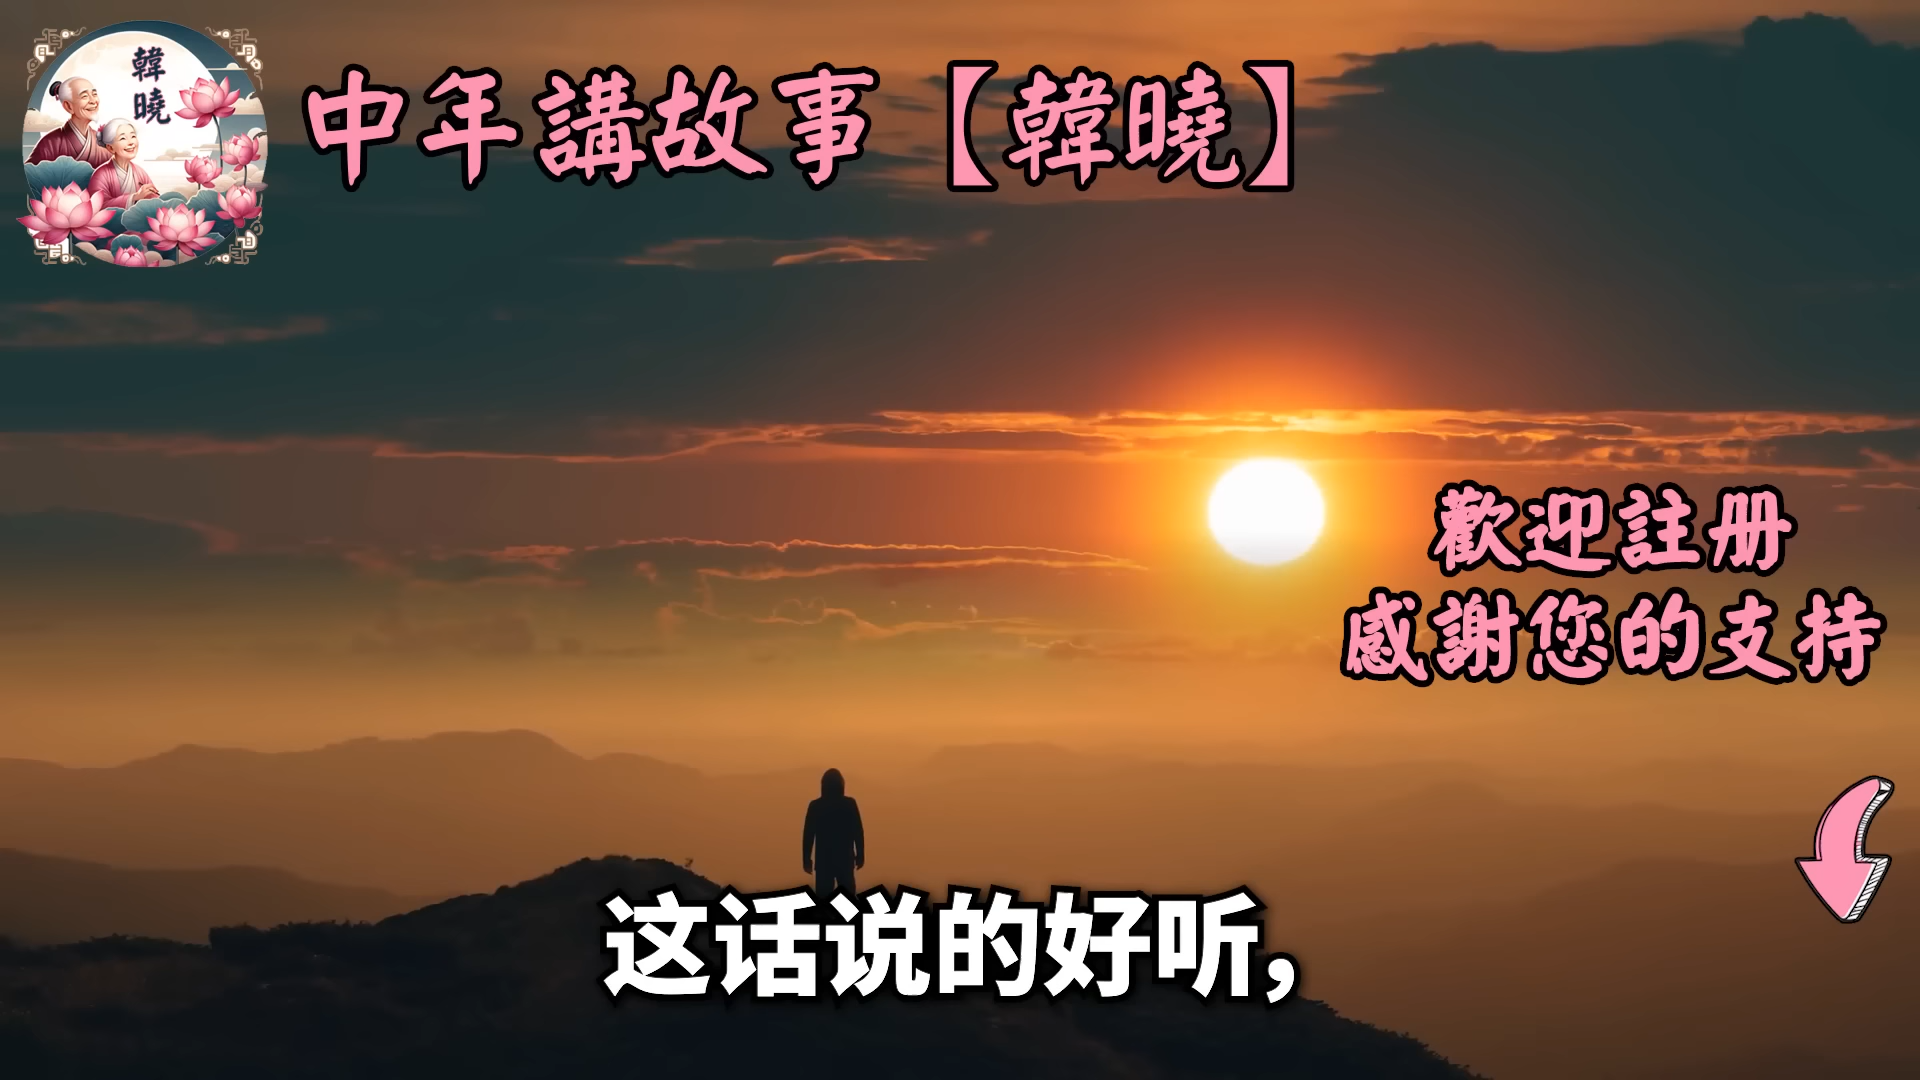 韓曉
中年講故事【韓曉】
歡迎註册
感謝您的支持
这话说的好听,